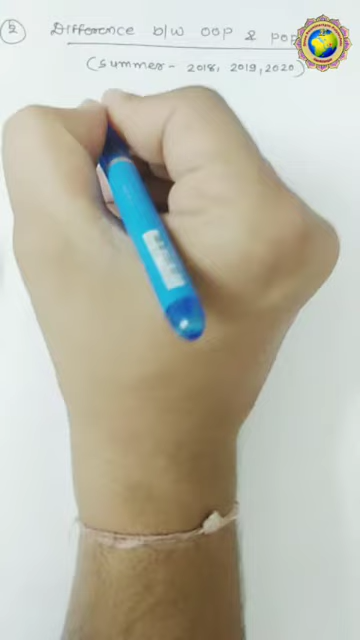 ② Difference b/w OOP & POP
(Summer - 2018, 2019, 2020)